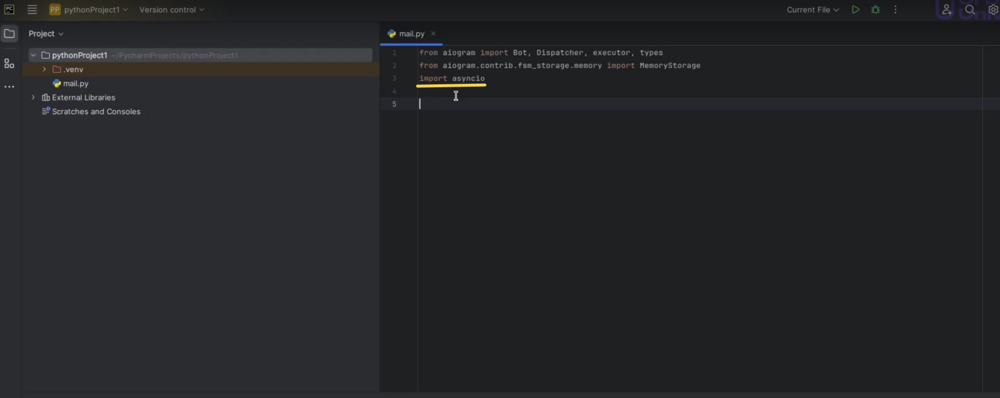 PC
PP pythonProject1 Version control Current File
Project mail.py
pythonProject1 ~/PycharmProjects/pythonProject1
.venv
mail.py
External Libraries
Scratches and Consoles
1 from aiogram import Bot, Dispatcher, executor, types
2 from aiogram.contrib.fsm_storage.memory import MemoryStorage
3 import asyncio
4
5